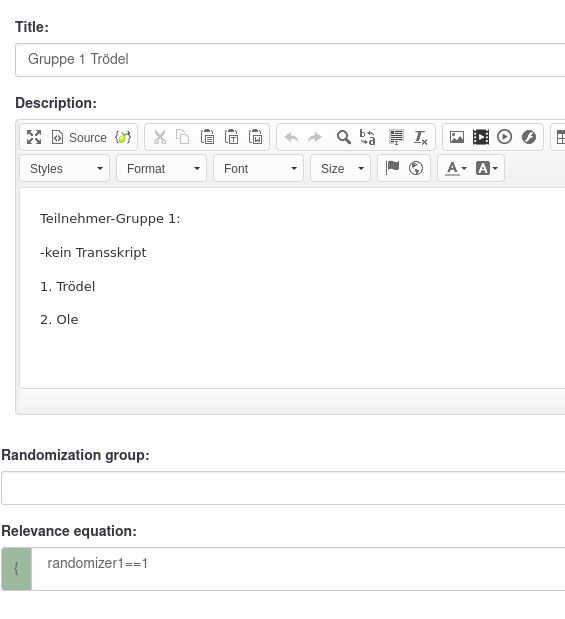 Title:
Gruppe 1 Trödel
Description:
Source
Styles Format Font Size A A
Teilnehmer-Gruppe 1:
-kein Transskript
1. Trödel
2. Ole
Randomization group:
Relevance equation:
{ randomizer1==1